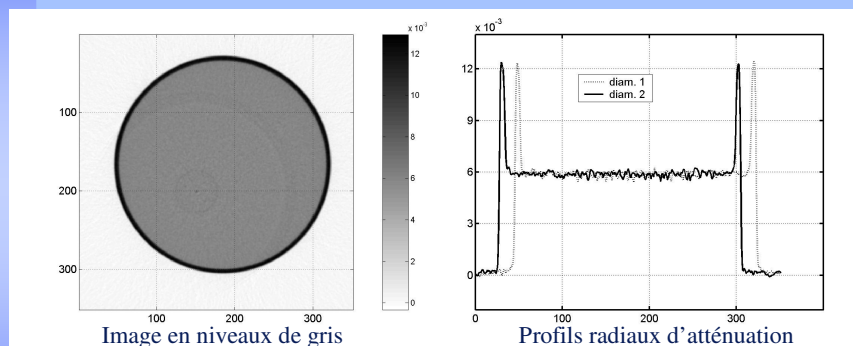 x 10⁻³
12
10
8
6
4
2
0
100
200
300
100 200 300
Image en niveaux de gris
x 10⁻³
12
9
6
3
0
0 100 200 300
diam. 1
diam. 2
Profils radiaux d’atténuation